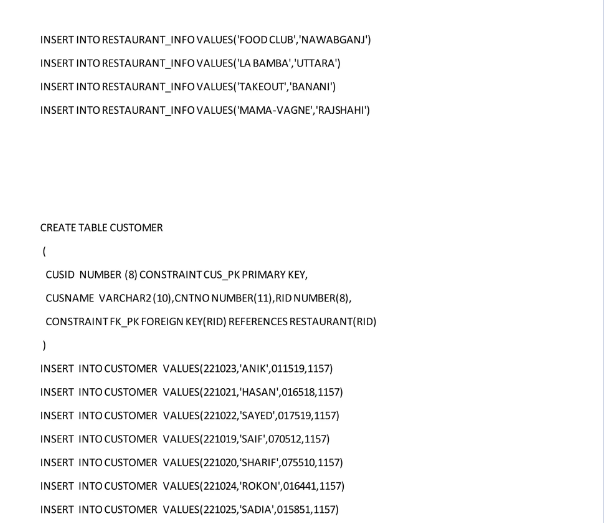 INSERT INTO RESTAURANT_INFO VALUES('FOOD CLUB','NAWABGANJ')
INSERT INTO RESTAURANT_INFO VALUES('LA BAMBA','UTTARA')
INSERT INTO RESTAURANT_INFO VALUES('TAKEOUT','BANANI')
INSERT INTO RESTAURANT_INFO VALUES('MAMA-VAGNE','RAJSHAHI')
CREATE TABLE CUSTOMER
(
CUSID NUMBER (8) CONSTRAINT CUS_PK PRIMARY KEY,
CUSNAME VARCHAR2 (10),CNTNO NUMBER(11),RID NUMBER(8),
CONSTRAINT FK_PK FOREIGN KEY(RID) REFERENCES RESTAURANT(RID)
)
INSERT INTO CUSTOMER VALUES(221023,'ANIK',011519,1157)
INSERT INTO CUSTOMER VALUES(221021,'HASAN',016518,1157)
INSERT INTO CUSTOMER VALUES(221022,'SAYED',017519,1157)
INSERT INTO CUSTOMER VALUES(221019,'SAIF',070512,1157)
INSERT INTO CUSTOMER VALUES(221020,'SHARIF',075510,1157)
INSERT INTO CUSTOMER VALUES(221024,'ROKON',016441,1157)
INSERT INTO CUSTOMER VALUES(221025,'SADIA',015851,1157)